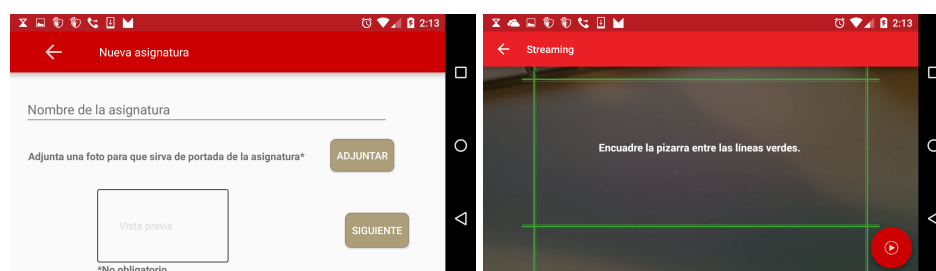 2:13
Nueva asignatura
Nombre de la asignatura
Adjunta una foto para que sirva de portada de la asignatura*
ADJUNTAR
Vista previa
SIGUIENTE
*No obligatorio
2:13
Streaming
Encuadre la pizarra entre las líneas verdes.